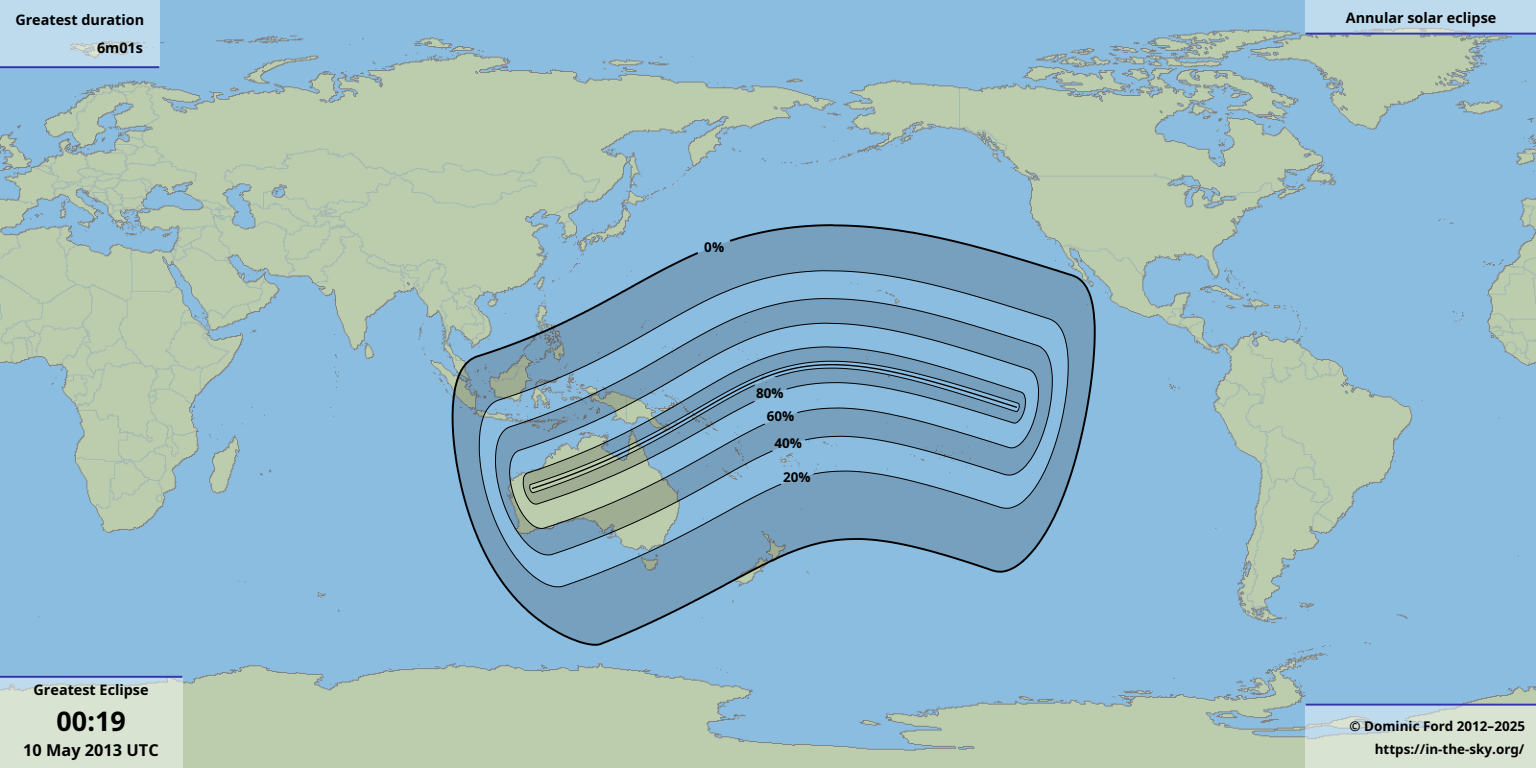 Greatest duration
6m01s
Annular solar eclipse
0%
80%
60%
40%
20%
Greatest Eclipse
00:19
10 May 2013 UTC
© Dominic Ford 2012–2025
https://in-the-sky.org/